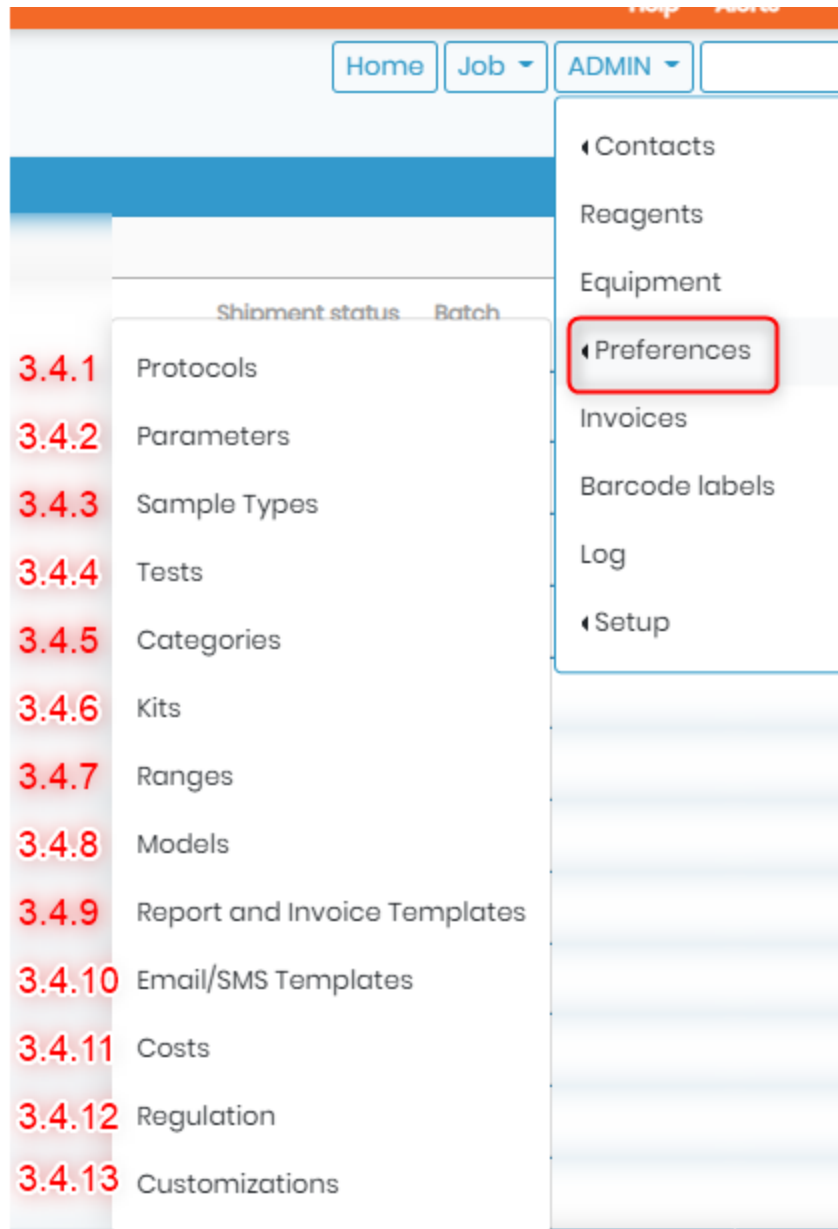 Help Alerts
Home Job ADMIN
Contacts
Reagents
Equipment
Preferences
Invoices
Barcode labels
Log
Setup
Shipment status Batch
3.4.1 Protocols
3.4.2 Parameters
3.4.3 Sample Types
3.4.4 Tests
3.4.5 Categories
3.4.6 Kits
3.4.7 Ranges
3.4.8 Models
3.4.9 Report and Invoice Templates
3.4.10 Email/SMS Templates
3.4.11 Costs
3.4.12 Regulation
3.4.13 Customizations